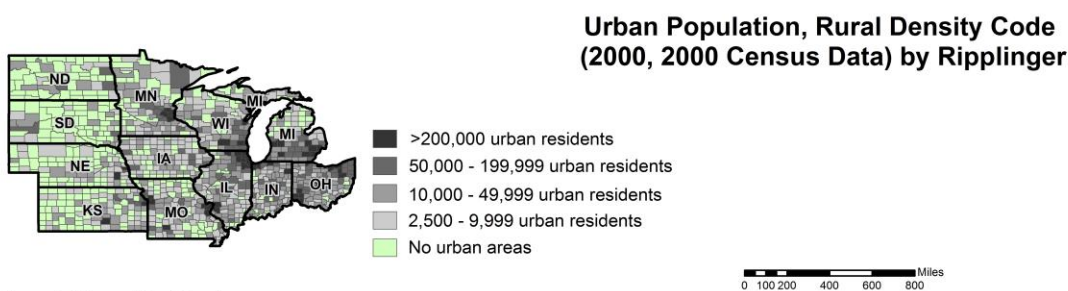 Urban Population, Rural Density Code
(2000, 2000 Census Data) by Ripplinger
ND
MN
MI
SD
WI
MI
IA
NE
IL
IN
OH
KS
MO
>200,000 urban residents
50,000 - 199,999 urban residents
10,000 - 49,999 urban residents
2,500 - 9,999 urban residents
No urban areas
Miles
0 100 200 400 600 800